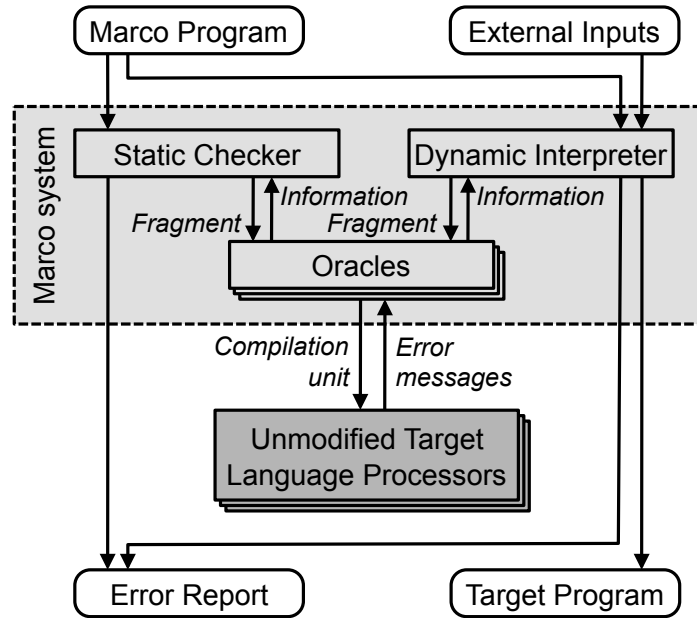 Marco Program
External Inputs
Marco system
Static Checker
Dynamic Interpreter
Information
Information
Fragment
Fragment
Oracles
Compilation
unit
Error
messages
Unmodified Target
Language Processors
Error Report
Target Program